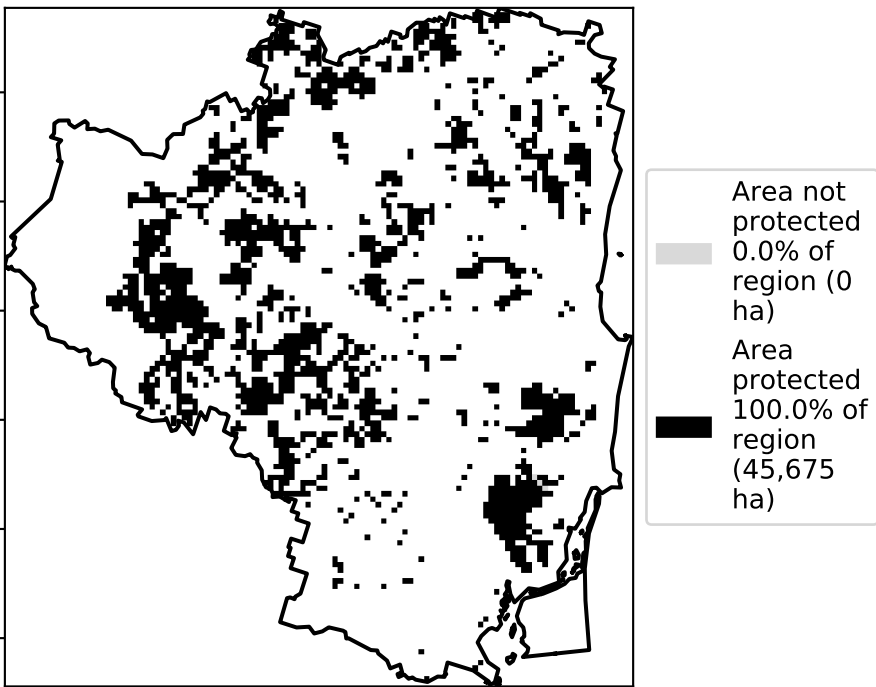 Area not
protected
0.0% of
region (0
ha)
Area
protected
100.0% of
region
(45,675
ha)